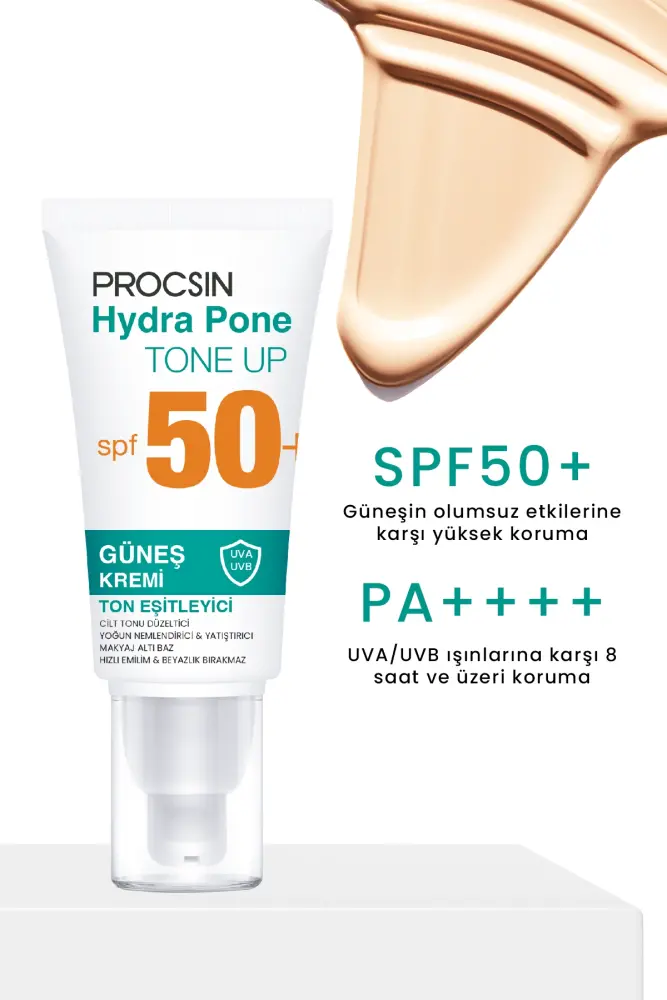 PROCSIN
Hydra Pone
TONE UP
spf 50+
GÜNEŞ
KREMİ
UVA
UVB
TON EŞİTLEYİCİ
CİLT TONU DÜZELTİCİ
YOĞUN NEMLENDİRİCİ & YATIŞTIRICI
MAKYAJ ALTI BAZ
HIZLI EMİLİM & BEYAZLIK BIRAKMAZ
SPF50+
Güneşin olumsuz etkilerine
karşı yüksek koruma
PA++++
UVA/UVB ışınlarına karşı 8
saat ve üzeri koruma